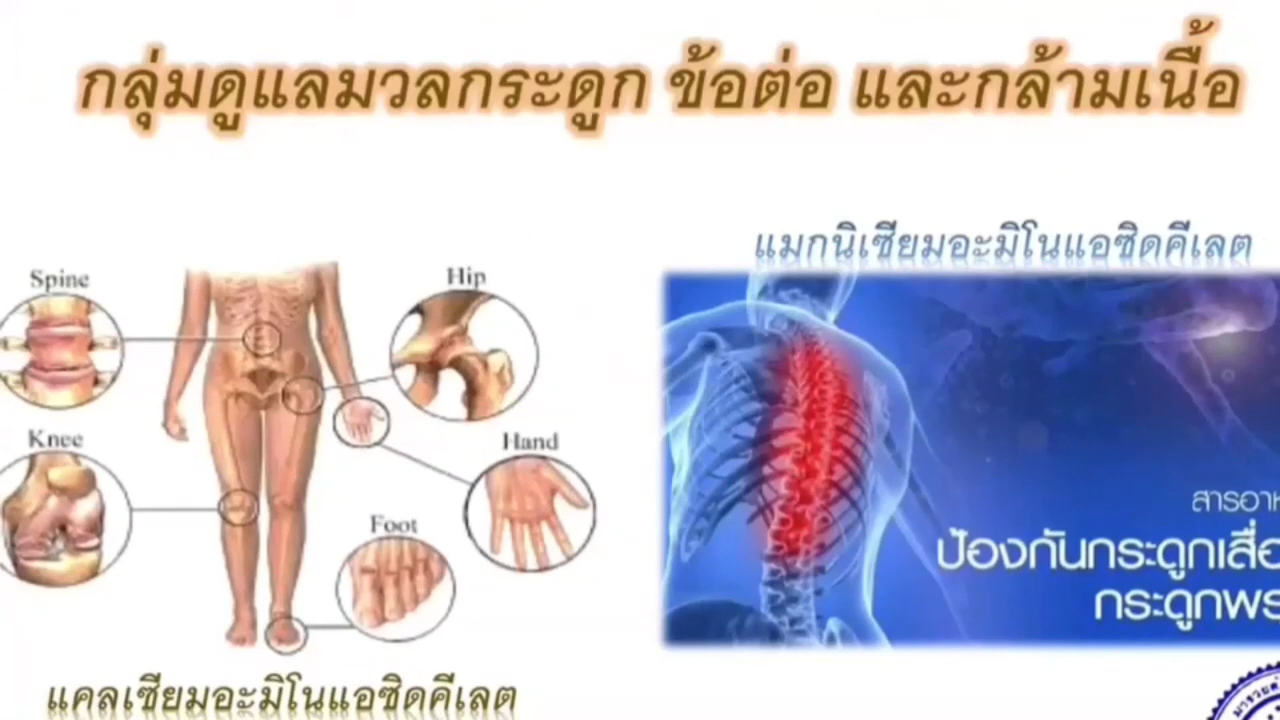 กลุ่มดูแลมวลกระดูก ข้อต่อ และกล้ามเนื้อ
แมกนิเซียมอะมิโนแอซิดคีเลต
Spine
Hip
Knee
Hand
Foot
สารอาห
ป้องกันกระดูกเสื่อ
กระดูกพร
แคลเซียมอะมิโนแอซิดคีเลต